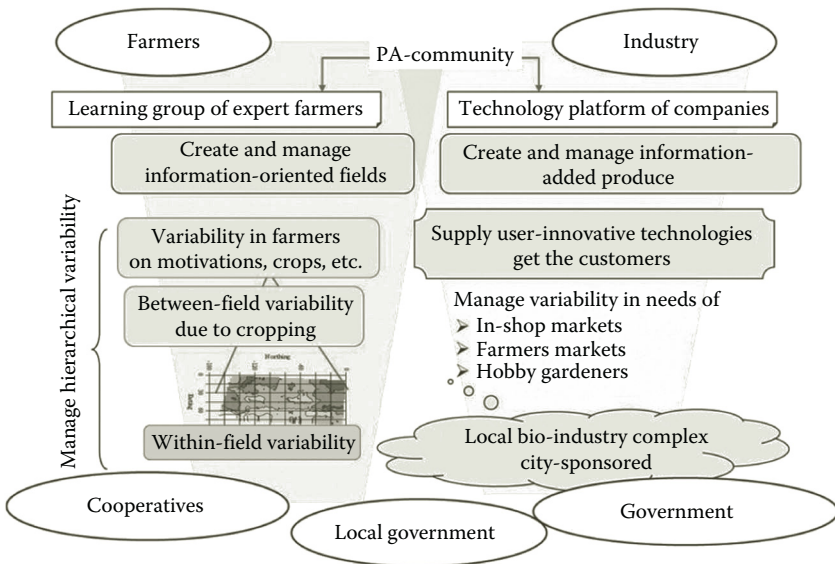 Farmers
Industry
PA-community
Learning group of expert farmers
Technology platform of companies
Create and manage
information-oriented fields
Create and manage information-
added produce
Manage hierarchical variability
Variability in farmers
on motivations, crops, etc.
Supply user-innovative technologies
get the customers
Between-field variability
due to cropping
Manage variability in needs of
➤ In-shop markets
➤ Farmers markets
➤ Hobby gardeners
Within-field variability
Local bio-industry complex
city-sponsored
Cooperatives
Local government
Government